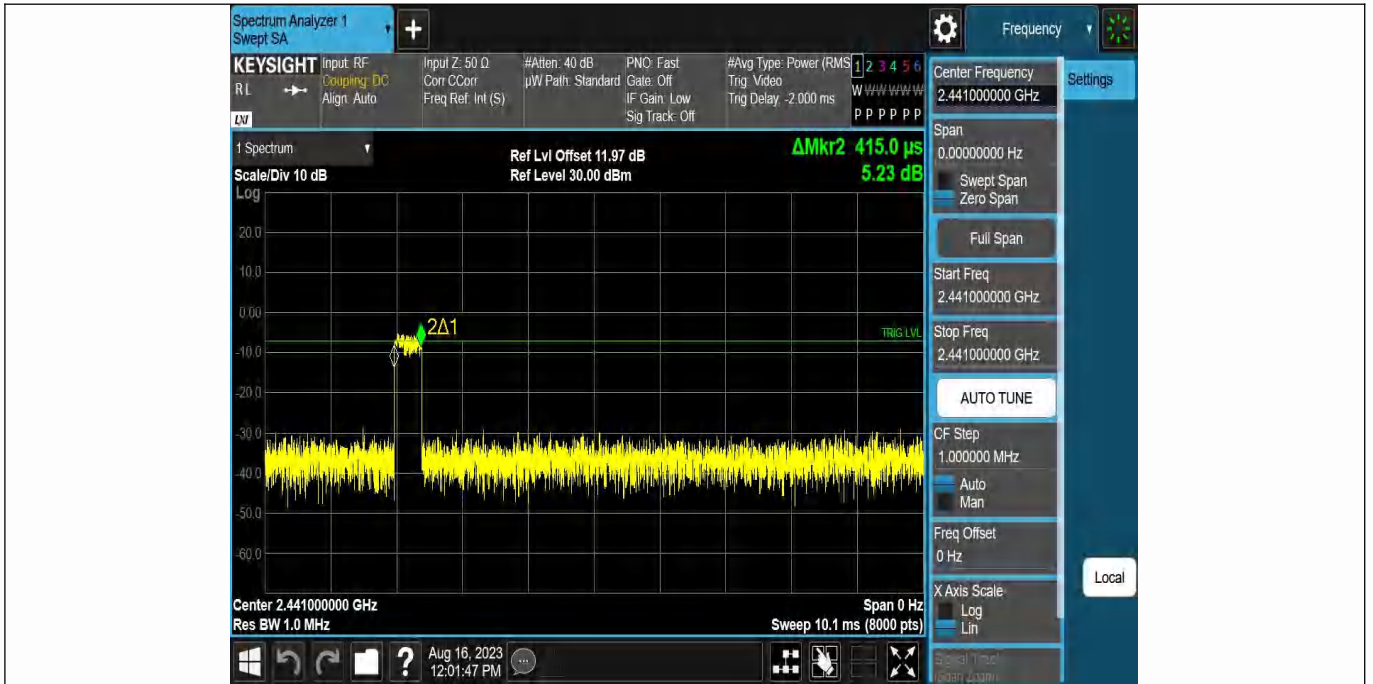 Spectrum Analyzer 1
Swept SA
+
Frequency
KEYSIGHT
R L
LXI
Input: RF
Coupling: DC
Align: Auto
Input Z: 50 Ω
Corr CCorr
Freq Ref: Int (S)
#Atten: 40 dB
µW Path: Standard
PNO: Fast
Gate: Off
IF Gain: Low
Sig Track: Off
#Avg Type: Power (RMS
Trig: Video
Trig Delay: -2.000 ms
1 2 3 4 5 6
W W W W W W
P P P P P P
1 Spectrum
Scale/Div 10 dB
Ref Lvl Offset 11.97 dB
Ref Level 30.00 dBm
ΔMkr2 415.0 µs
5.23 dB
Log
20.0
10.0
0.00
-10.0
-20.0
-30.0
-40.0
-50.0
-60.0
2Δ1
TRIG LVL
Center 2.441000000 GHz
Res BW 1.0 MHz
Span 0 Hz
Sweep 10.1 ms (8000 pts)
Center Frequency
2.441000000 GHz
Settings
Span
0.00000000 Hz
Swept Span
Zero Span
Full Span
Start Freq
2.441000000 GHz
Stop Freq
2.441000000 GHz
AUTO TUNE
CF Step
1.000000 MHz
Auto
Man
Freq Offset
0 Hz
Local
X Axis Scale
Log
Lin
Signal Track
(Span Zoom)
?
Aug 16, 2023
12:01:47 PM